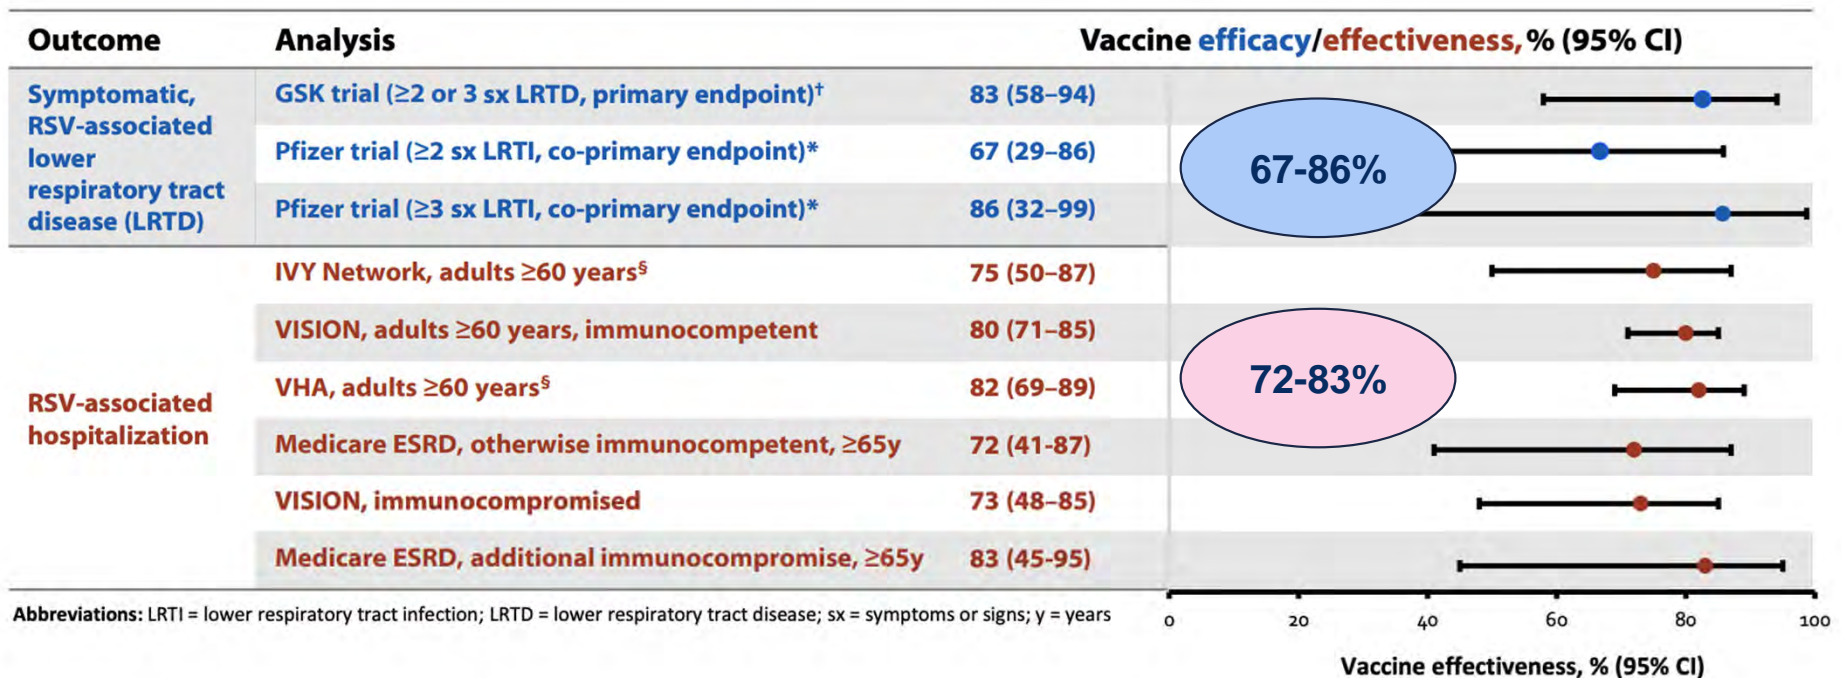 Outcome Analysis Vaccine efficacy/effectiveness, % (95% CI)
Symptomatic,
RSV-associated
lower
respiratory tract
disease (LRTD)
GSK trial (≥2 or 3 sx LRTD, primary endpoint)† 83 (58–94)
Pfizer trial (≥2 sx LRTI, co-primary endpoint)* 67 (29–86)
Pfizer trial (≥3 sx LRTI, co-primary endpoint)* 86 (32–99)
67-86%
RSV-associated
hospitalization
IVY Network, adults ≥60 years§ 75 (50–87)
VISION, adults ≥60 years, immunocompetent 80 (71–85)
VHA, adults ≥60 years§ 82 (69–89)
Medicare ESRD, otherwise immunocompetent, ≥65y 72 (41-87)
VISION, immunocompromised 73 (48–85)
Medicare ESRD, additional immunocompromise, ≥65y 83 (45-95)
72-83%
Abbreviations: LRTI = lower respiratory tract infection; LRTD = lower respiratory tract disease; sx = symptoms or signs; y = years
0 20 40 60 80 100
Vaccine effectiveness, % (95% CI)